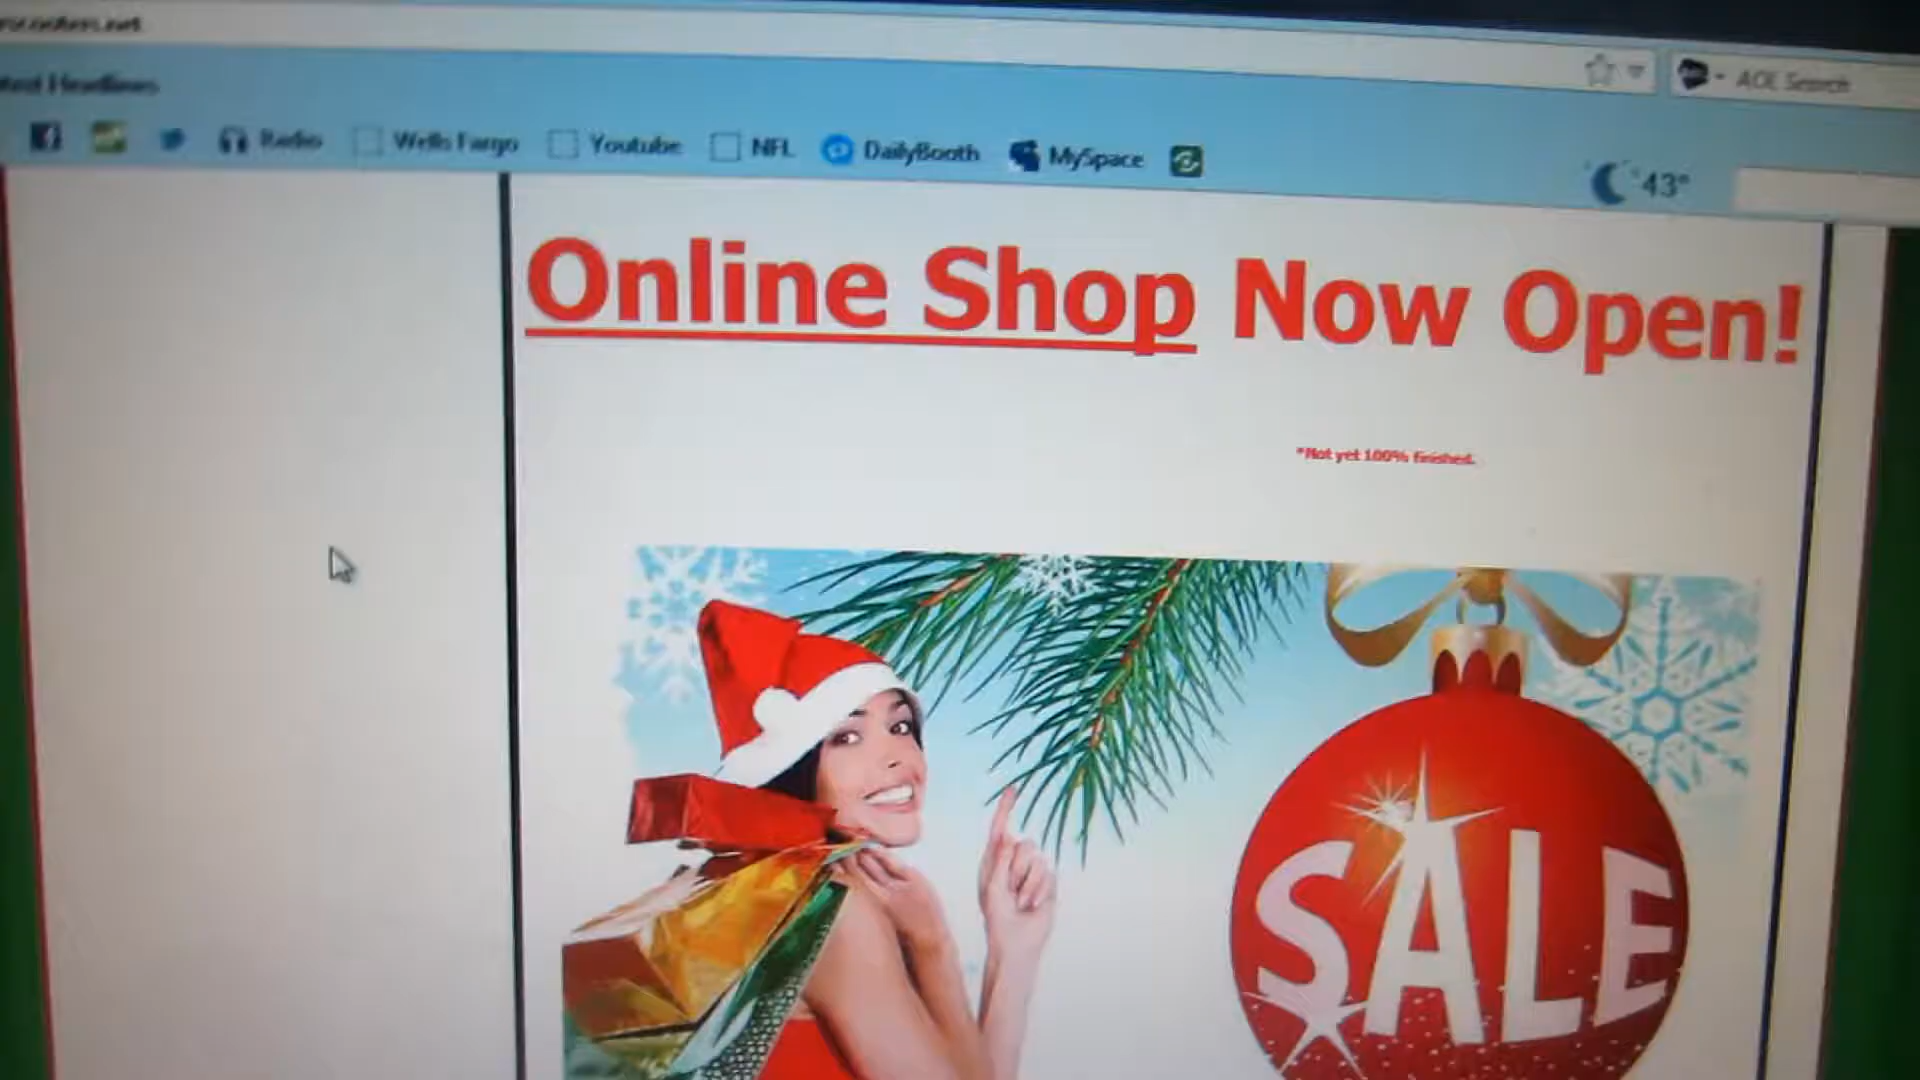 Headlines
Radio
Wells Fargo
Youtube
NFL
DailyBooth
MySpace
43°
AOL Search
Online Shop Now Open!
*Not yet 100% finished.
SALE